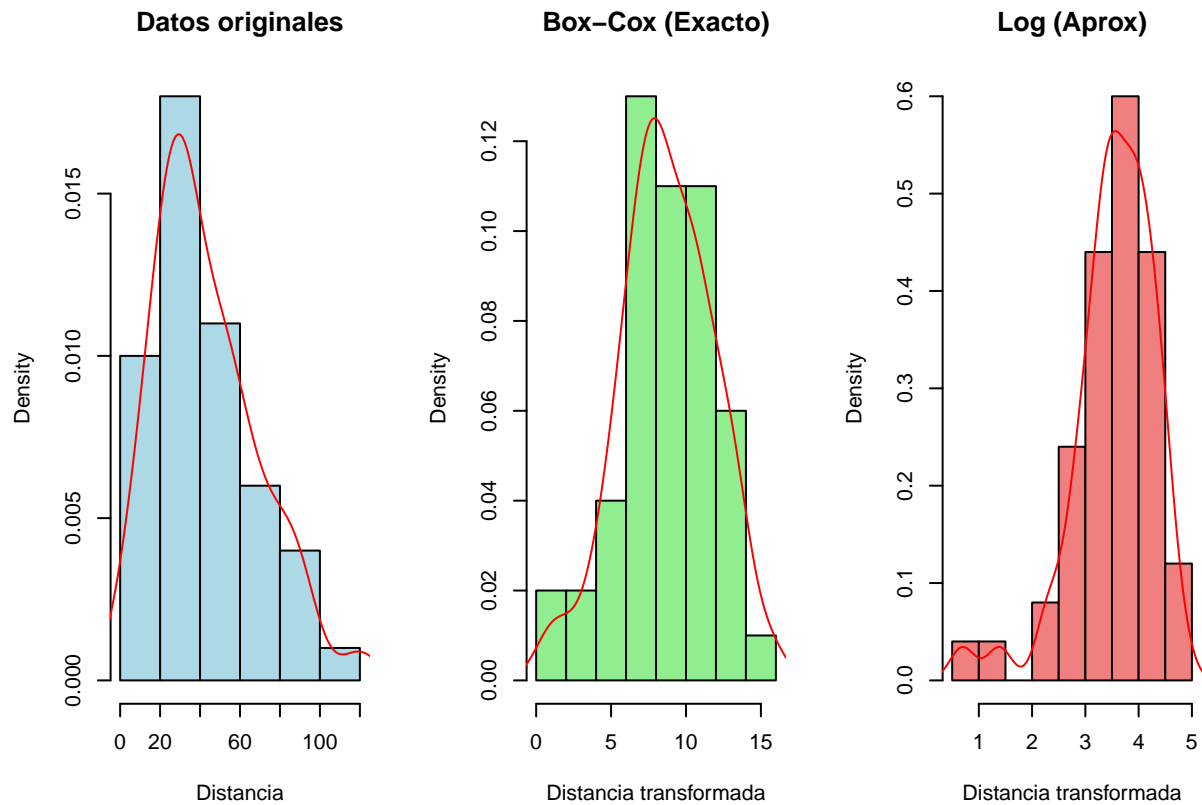 Datos originales
Density
0.000
0.005
0.010
0.015
0 20 60 100
Distancia
Box−Cox (Exacto)
Density
0.00
0.02
0.04
0.06
0.08
0.10
0.12
0 5 10 15
Distancia transformada
Log (Aprox)
Density
0.0
0.1
0.2
0.3
0.4
0.5
0.6
1 2 3 4 5
Distancia transformada